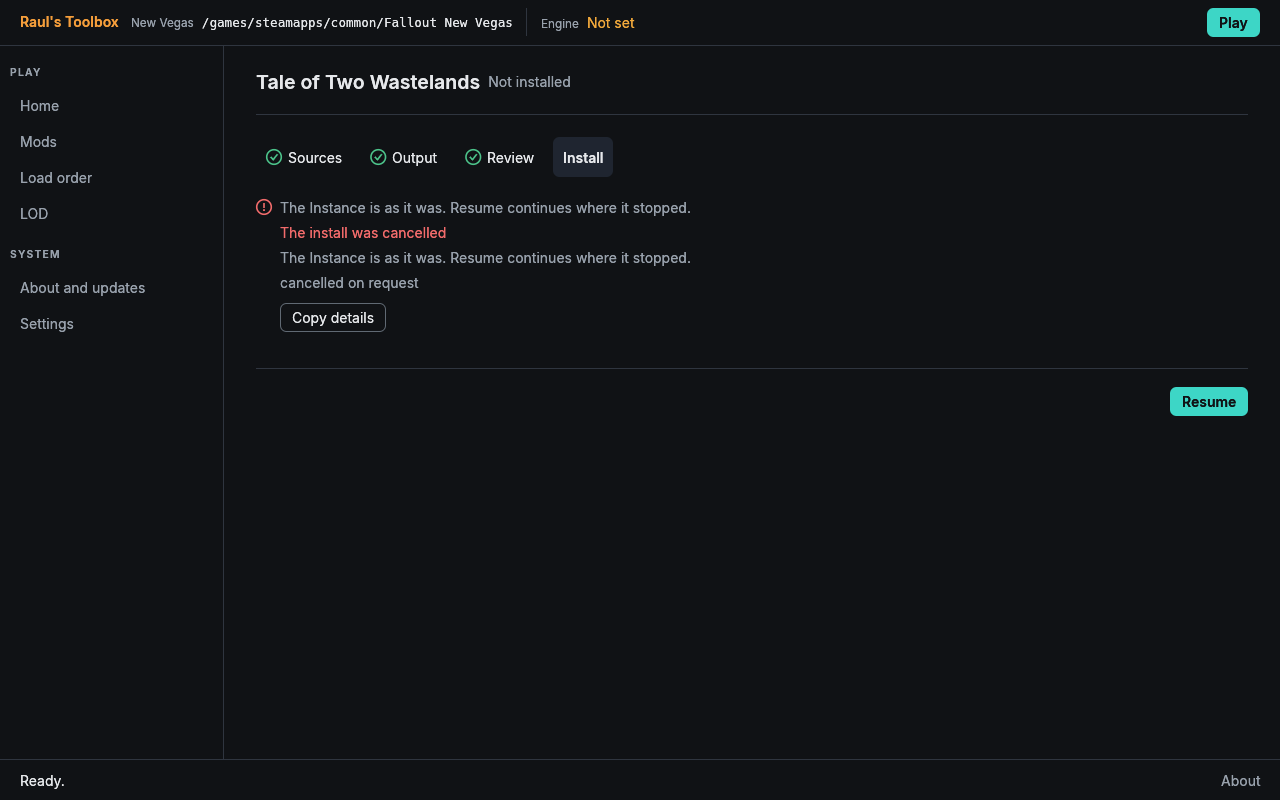 Raul's Toolbox New Vegas /games/steamapps/common/Fallout New Vegas Engine Not set Play
PLAY
Home
Mods
Load order
LOD
SYSTEM
About and updates
Settings
Tale of Two Wastelands Not installed
Sources Output Review Install
The Instance is as it was. Resume continues where it stopped.
The install was cancelled
The Instance is as it was. Resume continues where it stopped.
cancelled on request
Copy details
Resume
Ready. About